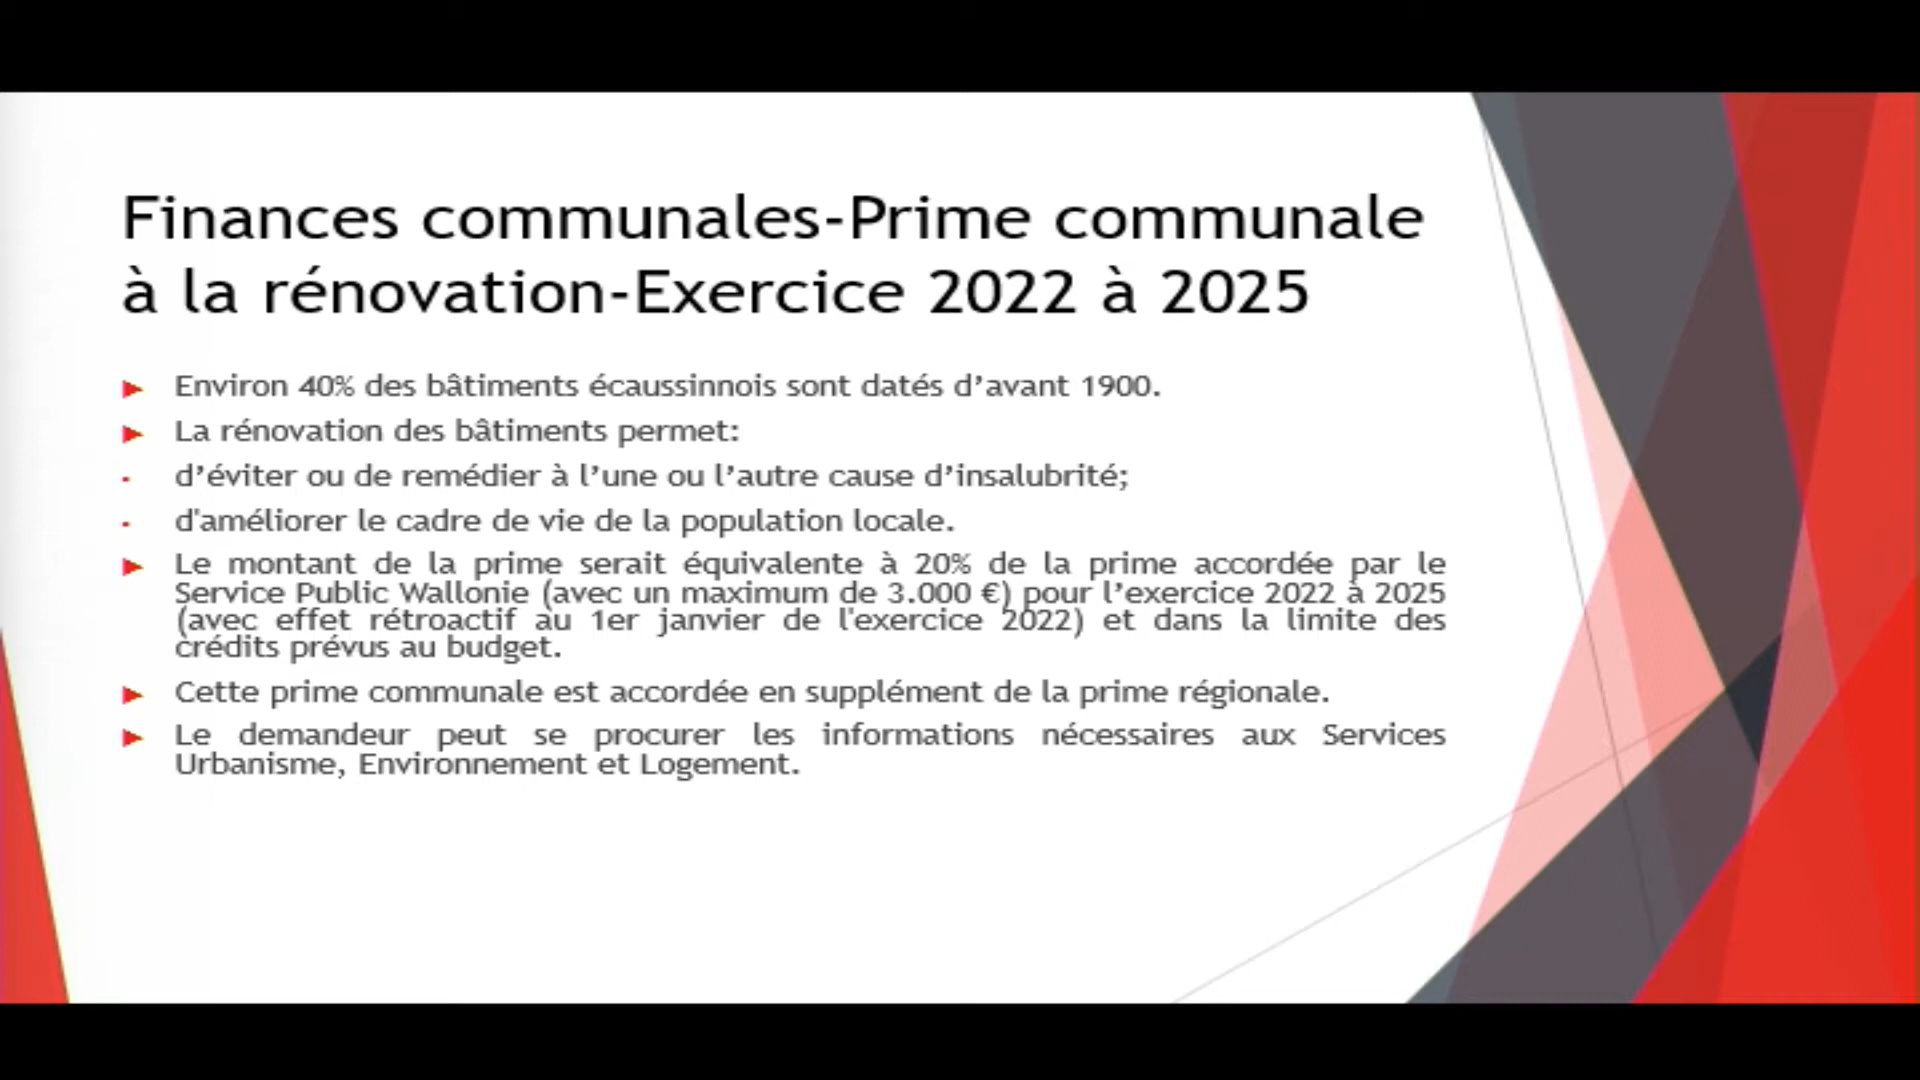 Finances communales-Prime communale
à la rénovation-Exercice 2022 à 2025
Environ 40% des bâtiments écaussinnois sont datés d’avant 1900.
La rénovation des bâtiments permet:
d’éviter ou de remédier à l’une ou l’autre cause d’insalubrité;
d'améliorer le cadre de vie de la population locale.
Le montant de la prime serait équivalente à 20% de la prime accordée par le
Service Public Wallonie (avec un maximum de 3.000 €) pour l’exercice 2022 à 2025
(avec effet rétroactif au 1er janvier de l'exercice 2022) et dans la limite des
crédits prévus au budget.
Cette prime communale est accordée en supplément de la prime régionale.
Le demandeur peut se procurer les informations nécessaires aux Services
Urbanisme, Environnement et Logement.